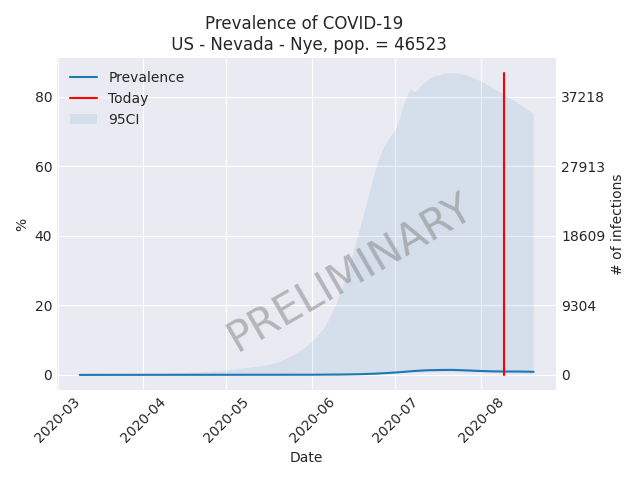 Prevalence of COVID-19
US - Nevada - Nye, pop. = 46523
Prevalence
Today
95CI
80
60
40
20
0
%
37218
27913
18609
9304
0
# of infections
PRELIMINARY
2020-03
2020-04
2020-05
2020-06
2020-07
2020-08
Date